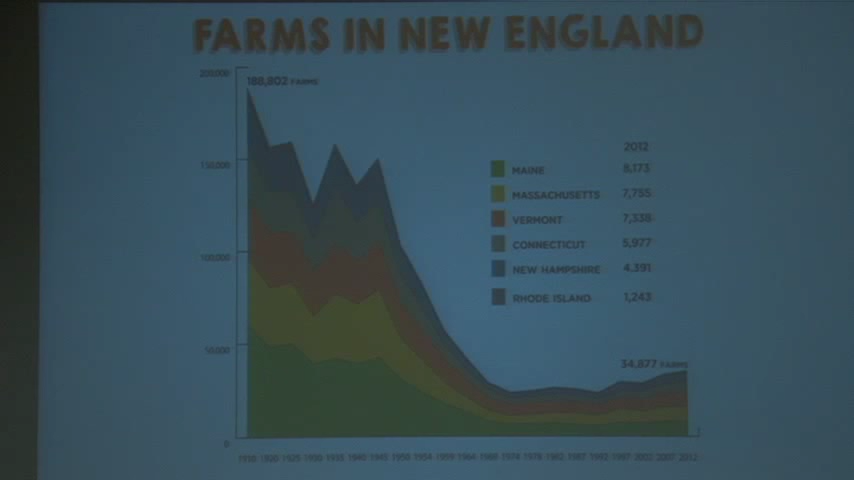 FARMS IN NEW ENGLAND
200,000
188,802 FARMS
150,000
100,000
50,000
0
2012
MAINE 8,173
MASSACHUSETTS 7,755
VERMONT 7,338
CONNECTICUT 5,977
NEW HAMPSHIRE 4,391
RHODE ISLAND 1,243
34,877 FARMS
1910 1920 1925 1930 1935 1940 1945 1950 1954 1959 1964 1969 1974 1978 1982 1987 1992 1997 2002 2007 2012